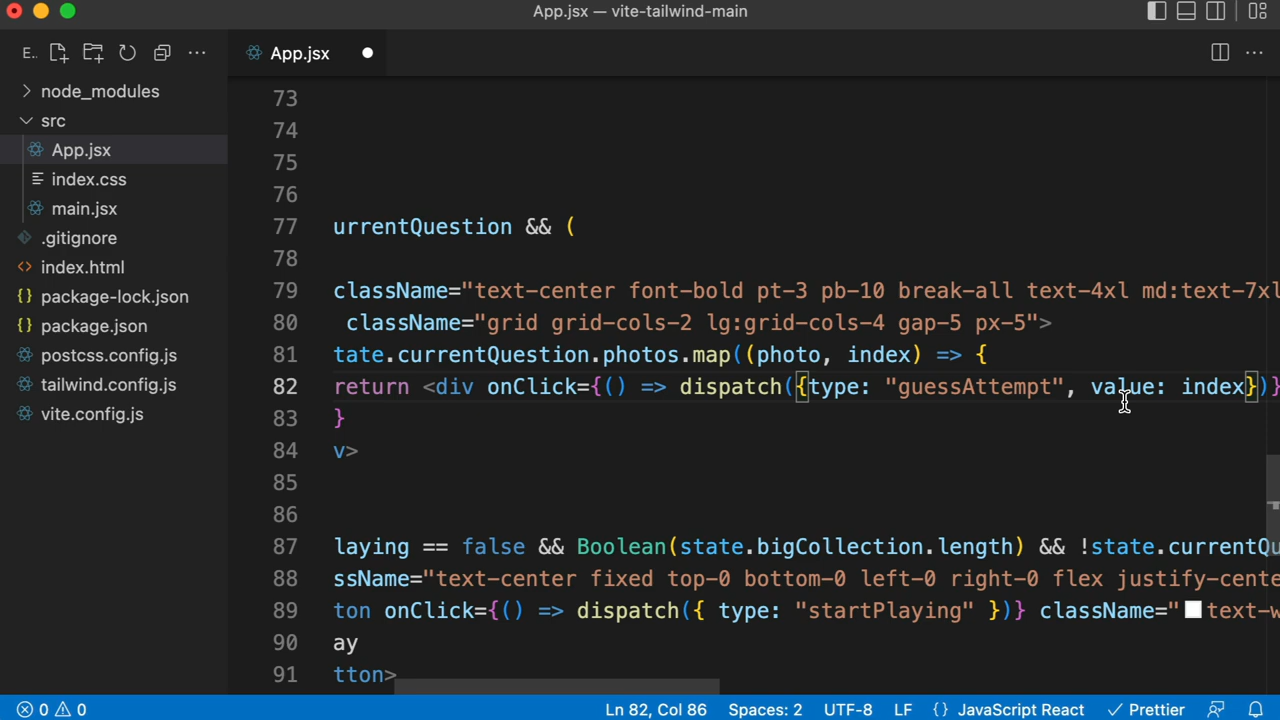 App.jsx — vite-tailwind-main
E..
App.jsx
node_modules
src
App.jsx
index.css
main.jsx
.gitignore
index.html
package-lock.json
package.json
postcss.config.js
tailwind.config.js
vite.config.js
73
74
75
76
77 urrentQuestion && (
78
79 className="text-center font-bold pt-3 pb-10 break-all text-4xl md:text-7xl
80 className="grid grid-cols-2 lg:grid-cols-4 gap-5 px-5">
81 tate.currentQuestion.photos.map((photo, index) => {
82 return <div onClick={() => dispatch({type: "guessAttempt", value: index})}
83 }
84 v>
85
86
87 laying == false && Boolean(state.bigCollection.length) && !state.currentQu
88 ssName="text-center fixed top-0 bottom-0 left-0 right-0 flex justify-cente
89 ton onClick={() => dispatch({ type: "startPlaying" })} className="text-w
90 ay
91 tton>
0 0 Ln 82, Col 86 Spaces: 2 UTF-8 LF {} JavaScript React Prettier